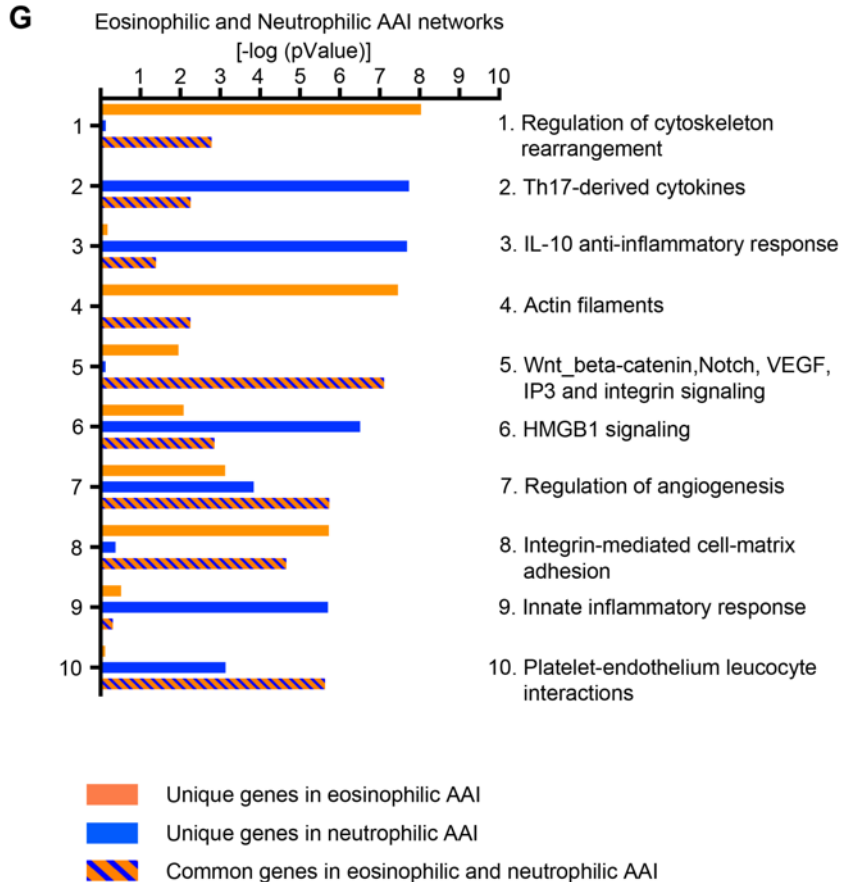 G
Eosinophilic and Neutrophilic AAI networks
[-log (pValue)]
1 2 3 4 5 6 7 8 9 10
1
2
3
4
5
6
7
8
9
10
1. Regulation of cytoskeleton
rearrangement
2. Th17-derived cytokines
3. IL-10 anti-inflammatory response
4. Actin filaments
5. Wnt_beta-catenin,Notch, VEGF,
IP3 and integrin signaling
6. HMGB1 signaling
7. Regulation of angiogenesis
8. Integrin-mediated cell-matrix
adhesion
9. Innate inflammatory response
10. Platelet-endothelium leucocyte
interactions
Unique genes in eosinophilic AAI
Unique genes in neutrophilic AAI
Common genes in eosinophilic and neutrophilic AAI